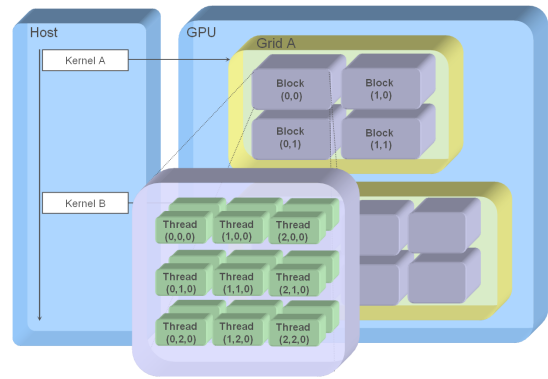 Host
GPU
Grid A
Kernel A
Block
(0,0)
Block
(1,0)
Block
(0,1)
Block
(1,1)
Kernel B
Thread
(0,0,0)
Thread
(1,0,0)
Thread
(2,0,0)
Thread
(0,1,0)
Thread
(1,1,0)
Thread
(2,1,0)
Thread
(0,2,0)
Thread
(1,2,0)
Thread
(2,2,0)